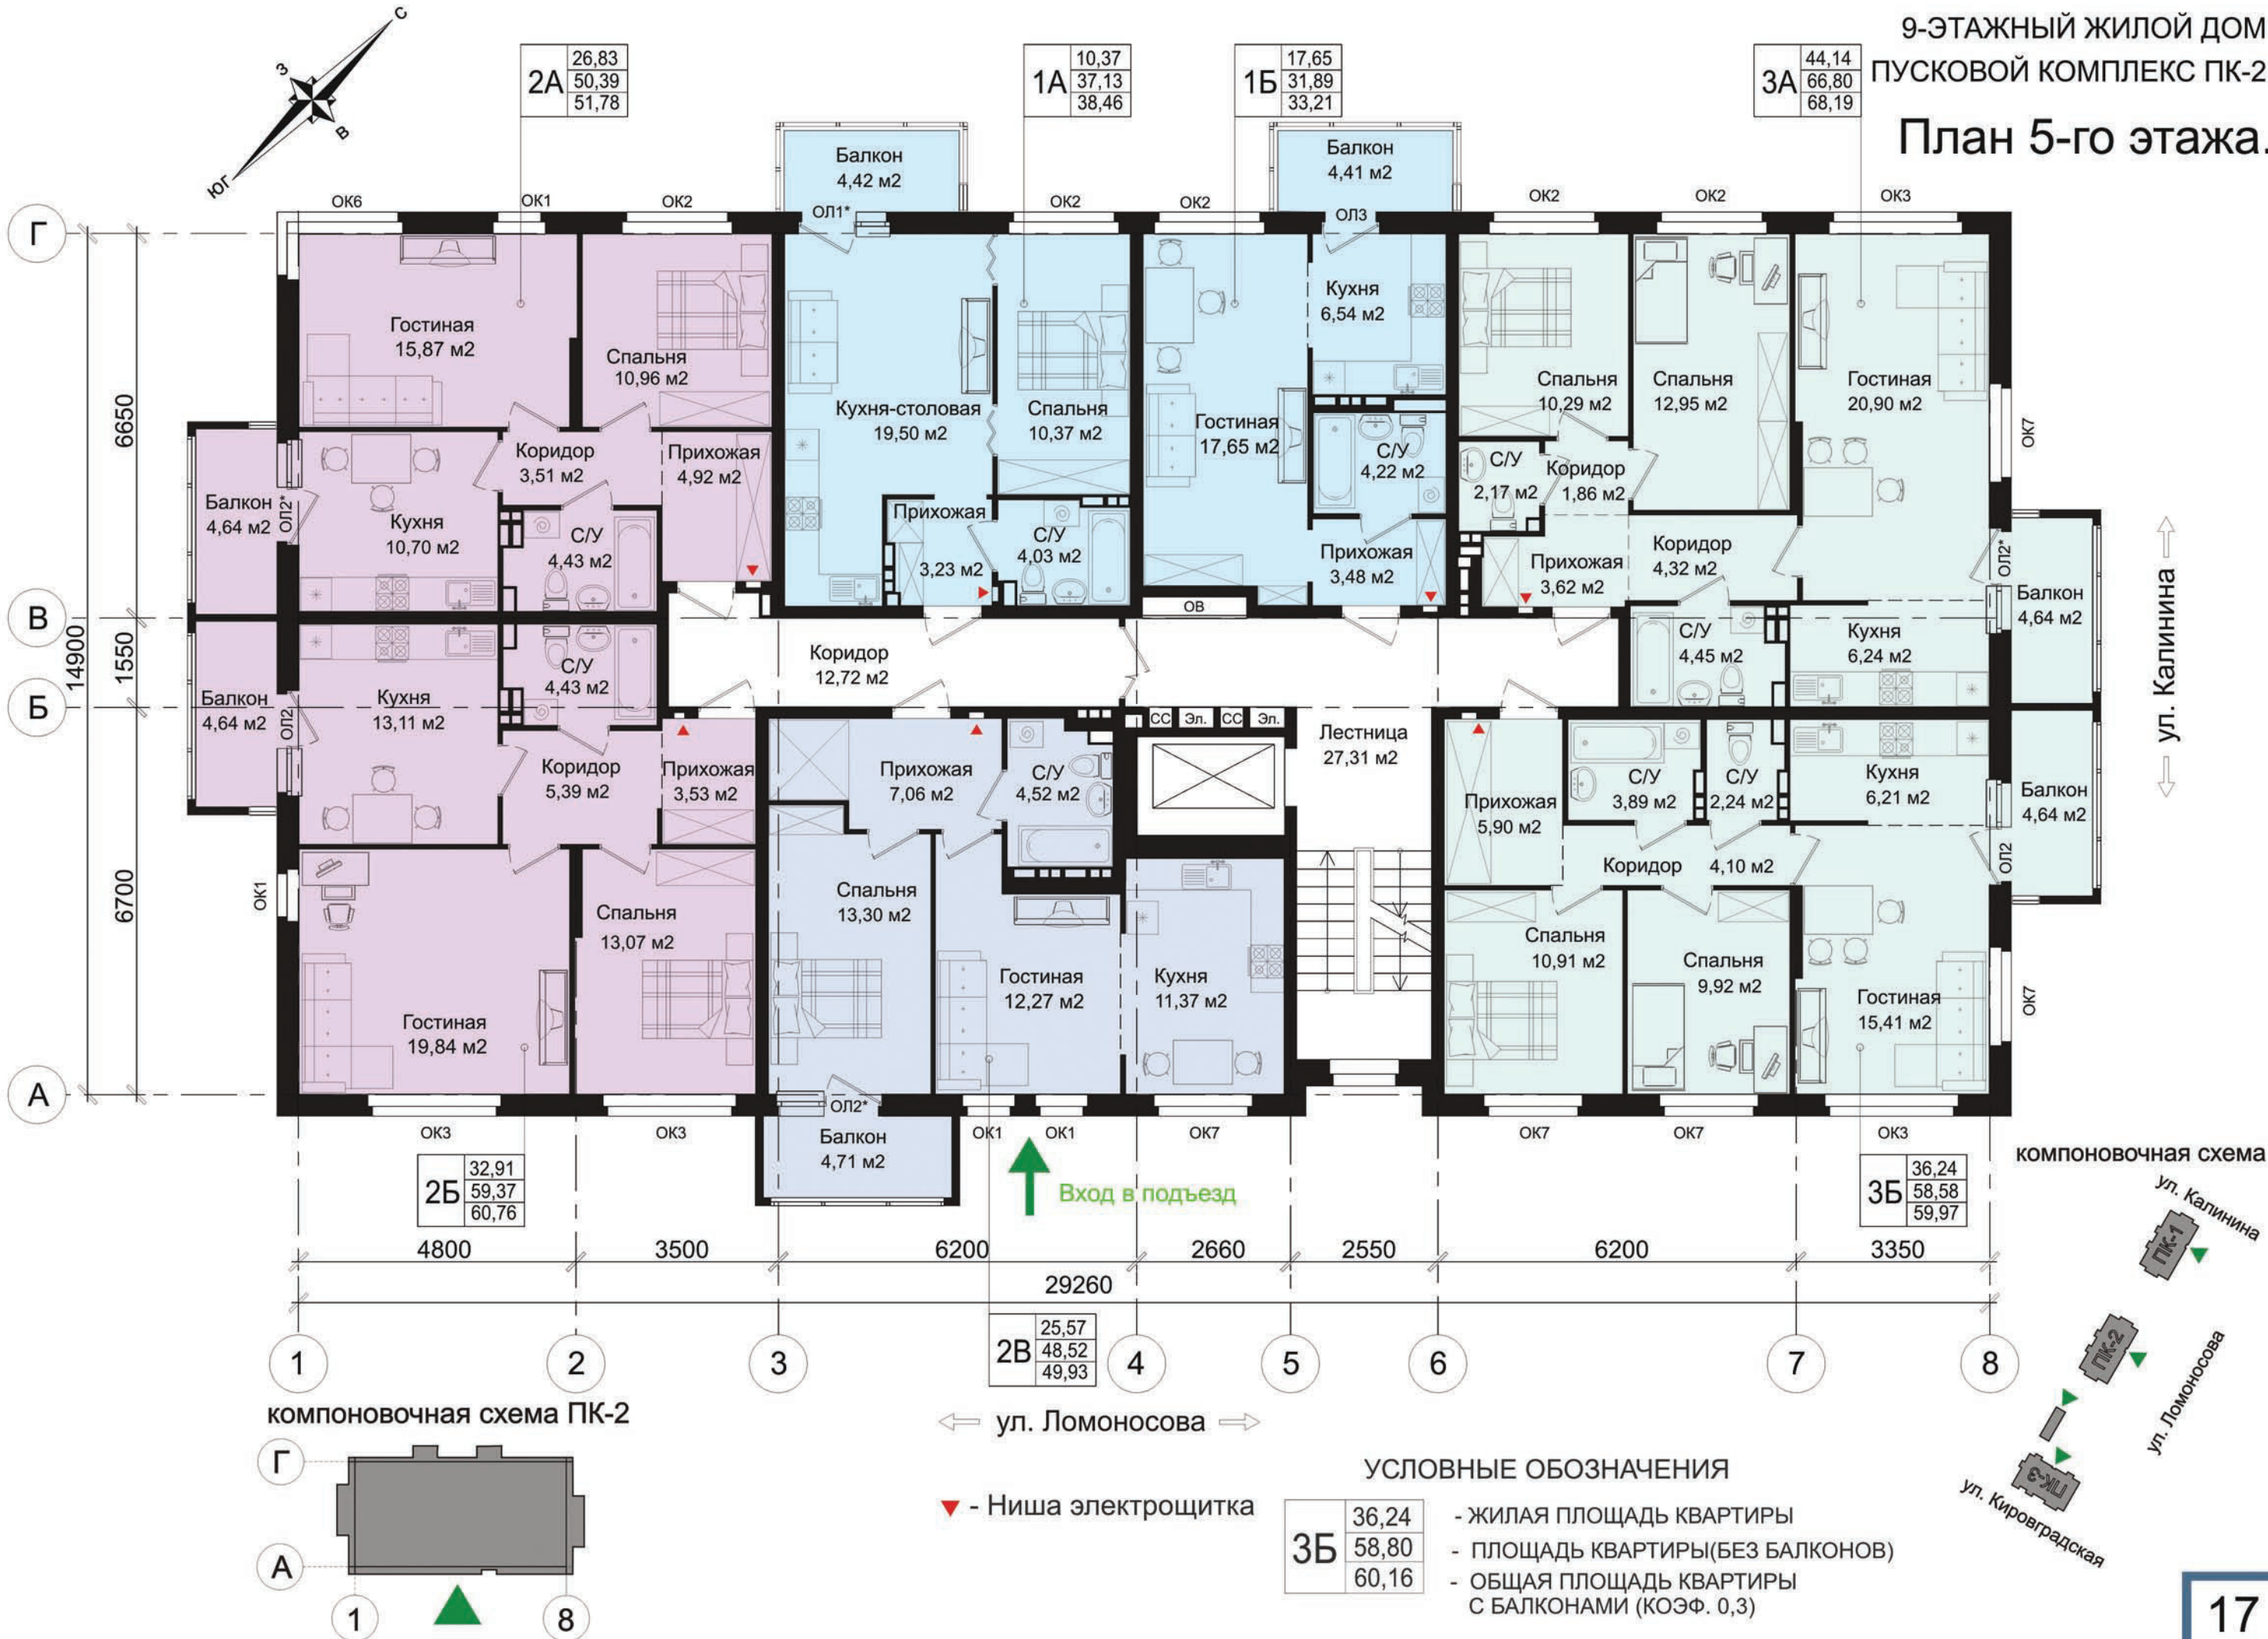 9-ЭТАЖНЫЙ ЖИЛОЙ ДОМ
ПУСКОВОЙ КОМПЛЕКС ПК-2
План 5-го этажа.
С
З
В
ЮГ
2А
26,83
50,39
51,78
1А
10,37
37,13
38,46
1Б
17,65
31,89
33,21
3А
44,14
66,80
68,19
Балкон
4,42 м2
Балкон
4,41 м2
ОК6
ОК1
ОК2
ОЛ1*
ОК2
ОК2
ОЛ3
ОК2
ОК2
ОК3
Г
В
Б
А
6650
15550
14900
6700
Гостиная
15,87 м2
Спальня
10,96 м2
Коридор
3,51 м2
Прихожая
4,92 м2
Балкон
4,64 м2
ОЛ2*
Кухня
10,70 м2
С/У
4,43 м2
Кухня-столовая
19,50 м2
Спальня
10,37 м2
Прихожая
3,23 м2
С/У
4,03 м2
Гостиная
17,65 м2
Кухня
6,54 м2
С/У
4,22 м2
Прихожая
3,48 м2
ОВ
Спальня
10,29 м2
Спальня
12,95 м2
Гостиная
20,90 м2
ОК7
С/У
2,17 м2
Коридор
1,86 м2
Прихожая
3,62 м2
Коридор
4,32 м2
С/У
4,45 м2
Кухня
6,24 м2
ОЛ2*
Балкон
4,64 м2
ул. Калинина
Балкон
4,64 м2
ОЛ2
Кухня
13,11 м2
С/У
4,43 м2
Коридор
5,39 м2
Прихожая
3,53 м2
Коридор
12,72 м2
ОК1
Гостиная
19,84 м2
Спальня
13,07 м2
Прихожая
7,06 м2
С/У
4,52 м2
Спальня
13,30 м2
Гостиная
12,27 м2
Кухня
11,37 м2
СС
Эл.
СС
Эл.
Лестница
27,31 м2
Прихожая
5,90 м2
С/У
3,89 м2
С/У
2,24 м2
Кухня
6,21 м2
Балкон
4,64 м2
ОЛ2
Коридор 4,10 м2
Спальня
10,91 м2
Спальня
9,92 м2
Гостиная
15,41 м2
ОК7
ОК3
ОК3
ОЛ2*
Балкон
4,71 м2
ОК1
ОК1
ОК7
ОК7
ОК7
ОК3
Вход в подъезд
2Б
32,91
59,37
60,76
3Б
36,24
58,58
59,97
4800
3500
6200
2660
2550
6200
3350
29260
2В
25,57
48,52
49,93
1
2
3
4
5
6
7
8
компоновочная схема
ул. Калинина
ПК-1
ПК-2
ул. Ломоносова
ПК-3
ул. Кировградская
компоновочная схема ПК-2
Г
А
1
8
ул. Ломоносова
- Ниша электрощитка
УСЛОВНЫЕ ОБОЗНАЧЕНИЯ
3Б
36,24
58,80
60,16
- ЖИЛАЯ ПЛОЩАДЬ КВАРТИРЫ
- ПЛОЩАДЬ КВАРТИРЫ(БЕЗ БАЛКОНОВ)
- ОБЩАЯ ПЛОЩАДЬ КВАРТИРЫ
С БАЛКОНАМИ (КОЭФ. 0,3)
17